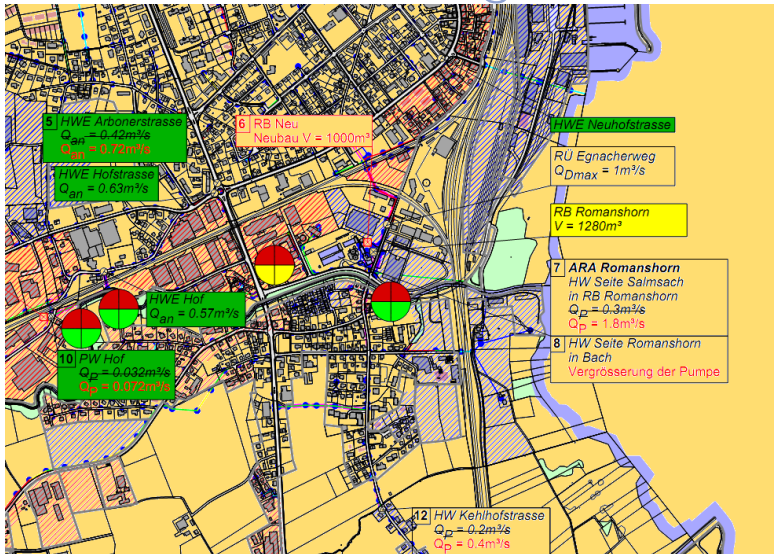 5 HWE Arbonerstrasse
Qan = 0.42m³/s
Qan = 0.72m³/s
HWE Hofstrasse
Qan = 0.63m³/s
6 RB Neu
Neubau V = 1000m³
HWE Neuhofstrasse
RÜ Egnacherweg
QDmax = 1m³/s
RB Romanshorn
V = 1280m³
7 ARA Romanshorn
HW Seite Salmsach
in RB Romanshorn
Qp = 0.3m³/s
Qp = 1.8m³/s
8 HW Seite Romanshorn
in Bach
Vergrösserung der Pumpe
HWE Hof
Qan = 0.57m³/s
10 PW Hof
Qp = 0.032m³/s
Qp = 0.072m³/s
12 HW Kehlhofstrasse
Qp = 0.2m³/s
Qp = 0.4m³/s